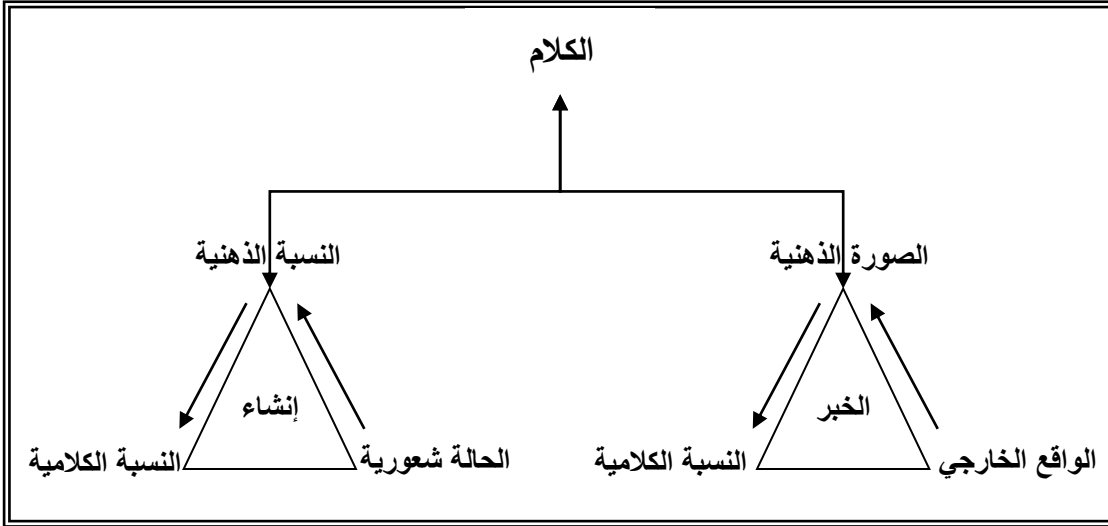 الكلام
الصورة الذهنية
النسبة الذهنية
الخبر
إنشاء
الواقع الخارجي
النسبة الكلامية
الحالة شعورية
النسبة الكلامية